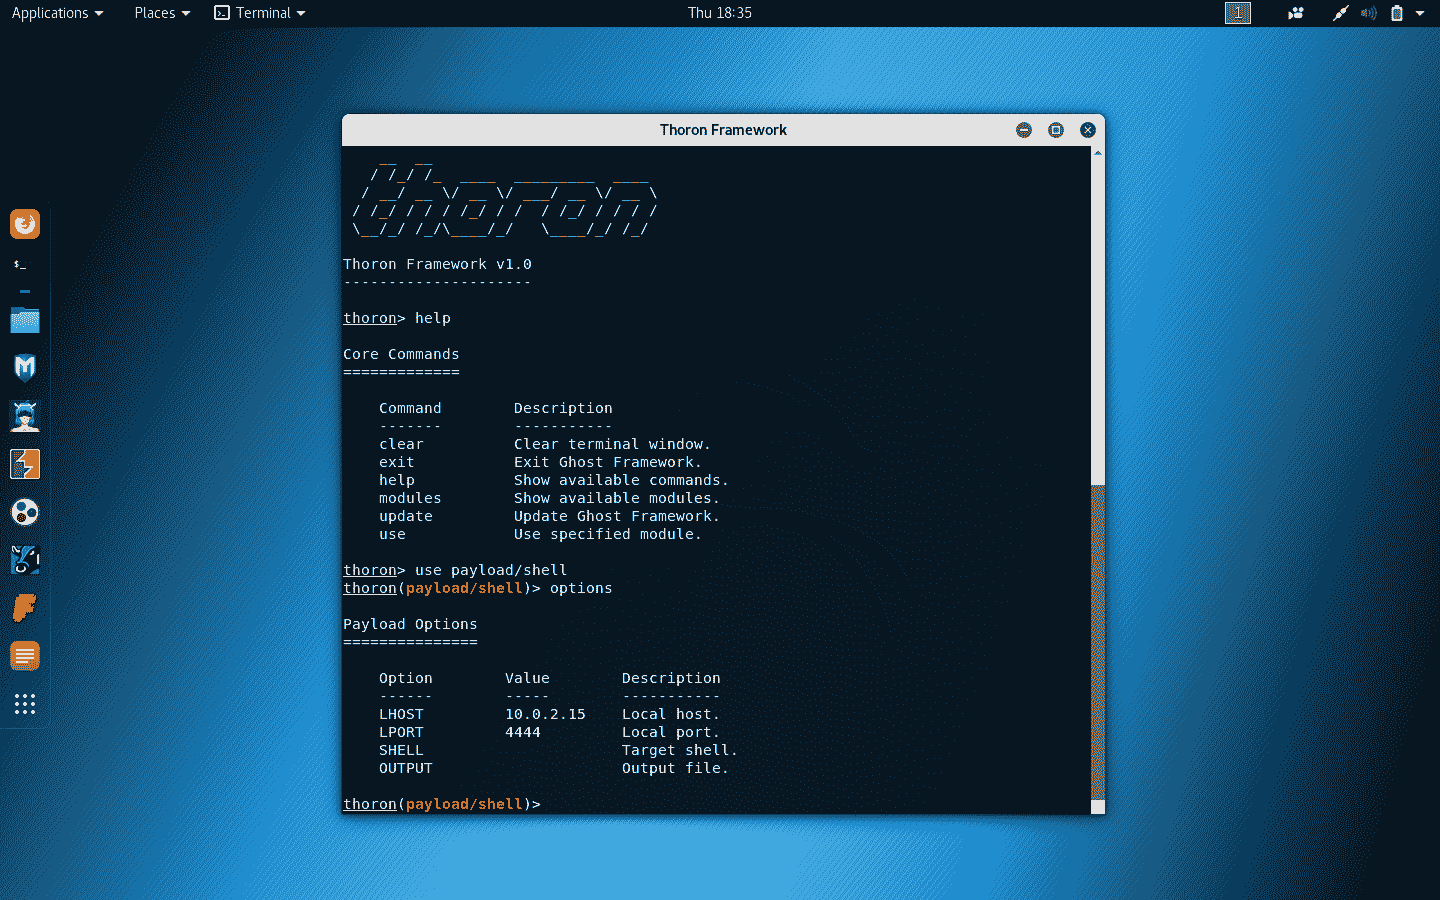 Applications Places Terminal Thu 18:35 1
Thoron Framework
thoron
Thoron Framework v1.0
---------------------
thoron> help
Core Commands
=============
Command Description
------- -----------
clear Clear terminal window.
exit Exit Ghost Framework.
help Show available commands.
modules Show available modules.
update Update Ghost Framework.
use Use specified module.
thoron> use payload/shell
thoron(payload/shell)> options
Payload Options
===============
Option Value Description
------ ----- -----------
LHOST 10.0.2.15 Local host.
LPORT 4444 Local port.
SHELL Target shell.
OUTPUT Output file.
thoron(payload/shell)>
$_